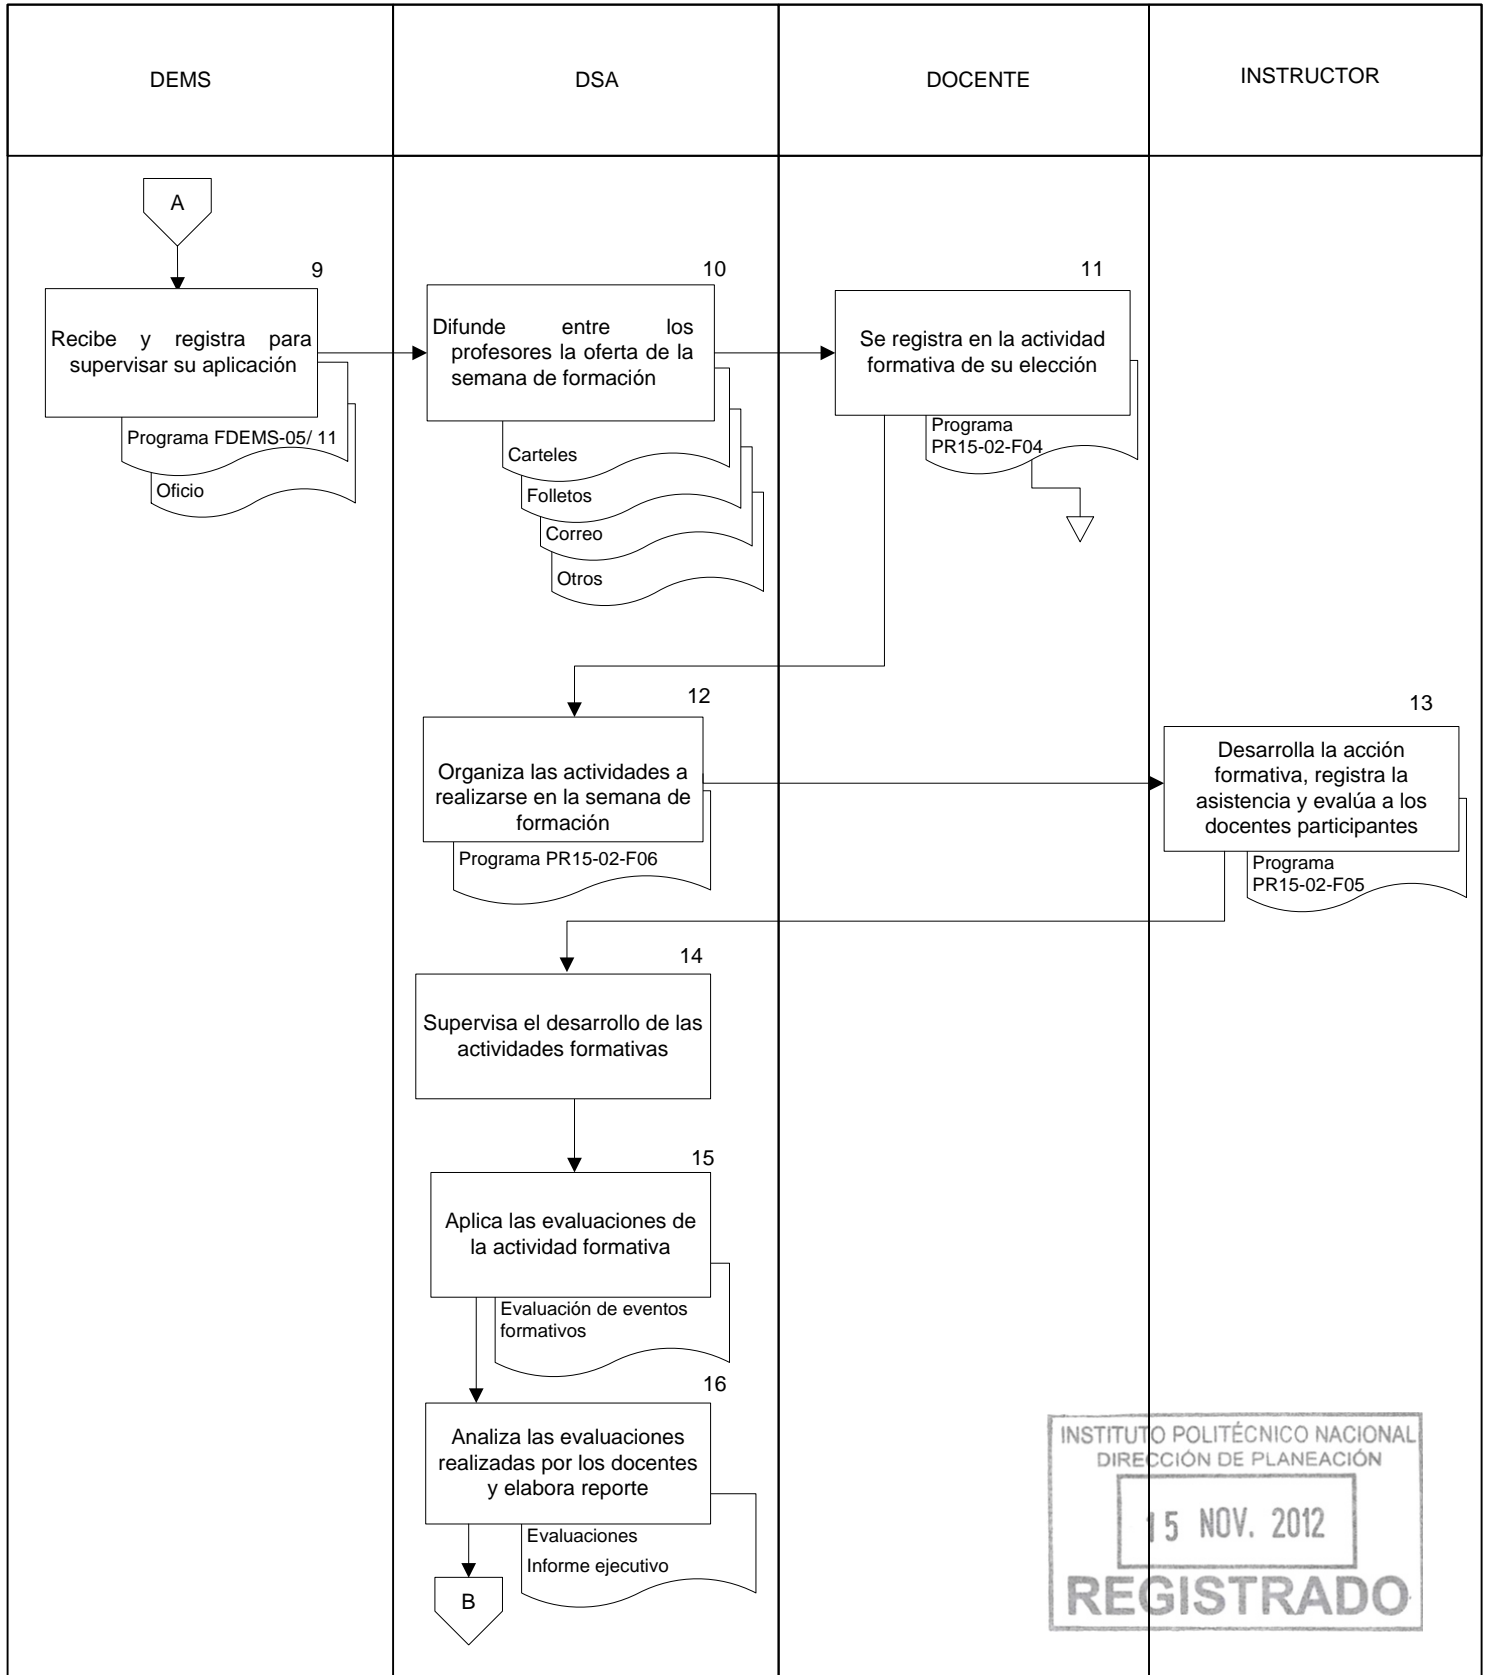 DEMS
DSA
DOCENTE
INSTRUCTOR
A
9
Recibe y registra para
supervisar su aplicación
Programa FDEMS-05/ 11
Oficio
10
Difunde entre los
profesores la oferta de la
semana de formación
Carteles
Folletos
Correo
Otros
11
Se registra en la actividad
formativa de su elección
Programa
PR15-02-F04
12
Organiza las actividades a
realizarse en la semana de
formación
Programa PR15-02-F06
13
Desarrolla la acción
formativa, registra la
asistencia y evalúa a los
docentes participantes
Programa
PR15-02-F05
14
Supervisa el desarrollo de las
actividades formativas
15
Aplica las evaluaciones de
la actividad formativa
Evaluación de eventos
formativos
16
Analiza las evaluaciones
realizadas por los docentes
y elabora reporte
Evaluaciones
Informe ejecutivo
B
INSTITUTO POLITÉCNICO NACIONAL
DIRECCIÓN DE PLANEACIÓN
15 NOV. 2012
REGISTRADO